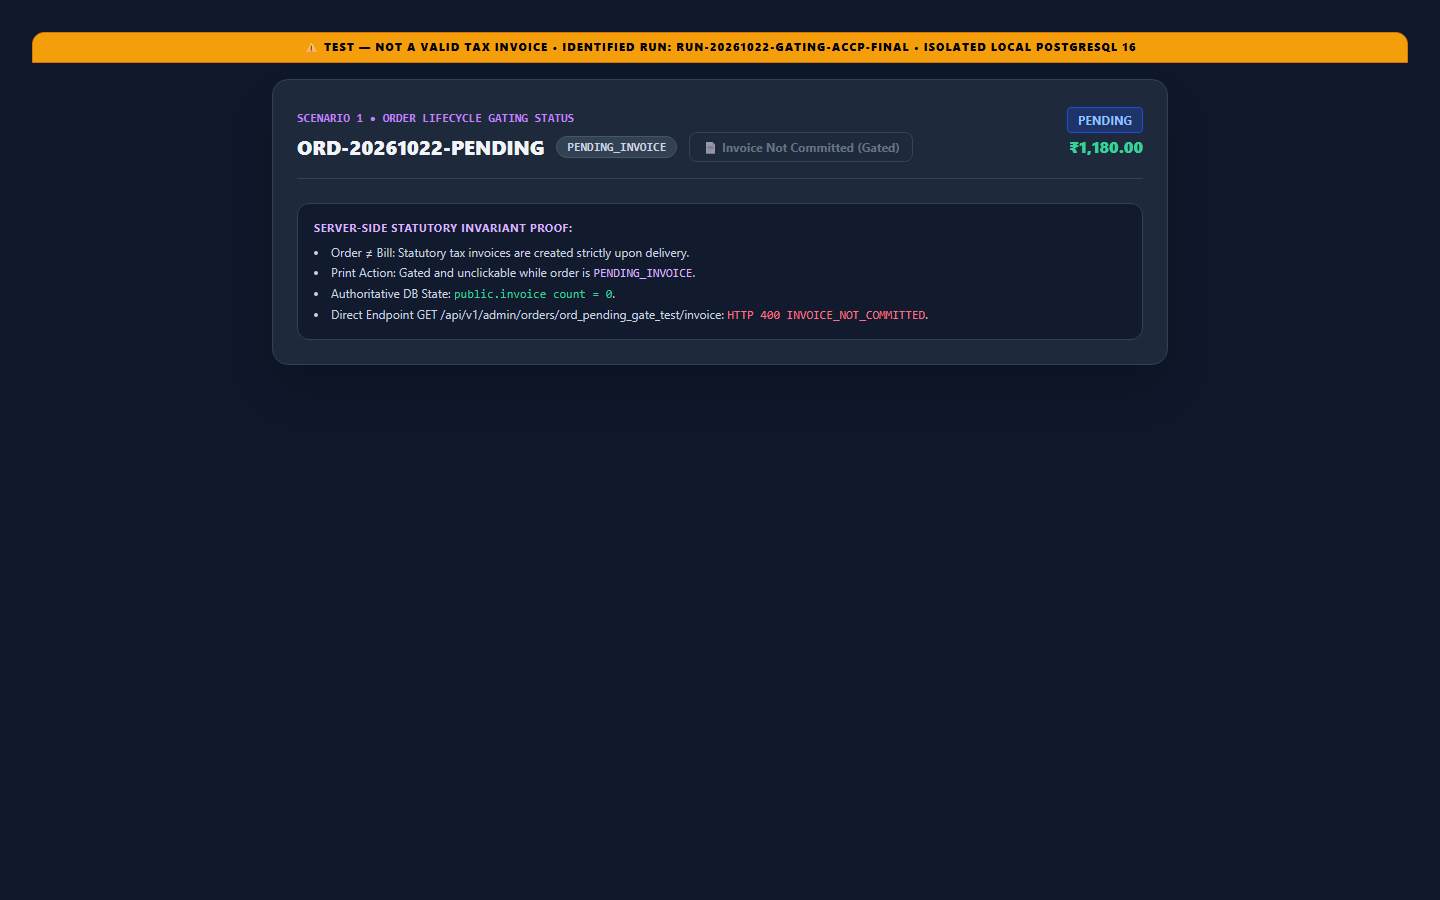 ⚠ TEST — NOT A VALID TAX INVOICE • IDENTIFIED RUN: RUN-20261022-GATING-ACCP-FINAL • ISOLATED LOCAL POSTGRESQL 16
SCENARIO 1 • ORDER LIFECYCLE GATING STATUS
PENDING
ORD-20261022-PENDING PENDING_INVOICE Invoice Not Committed (Gated) ₹1,180.00
SERVER-SIDE STATUTORY INVARIANT PROOF:
• Order ≠ Bill: Statutory tax invoices are created strictly upon delivery.
• Print Action: Gated and unclickable while order is PENDING_INVOICE.
• Authoritative DB State: public.invoice count = 0.
• Direct Endpoint GET /api/v1/admin/orders/ord_pending_gate_test/invoice: HTTP 400 INVOICE_NOT_COMMITTED.